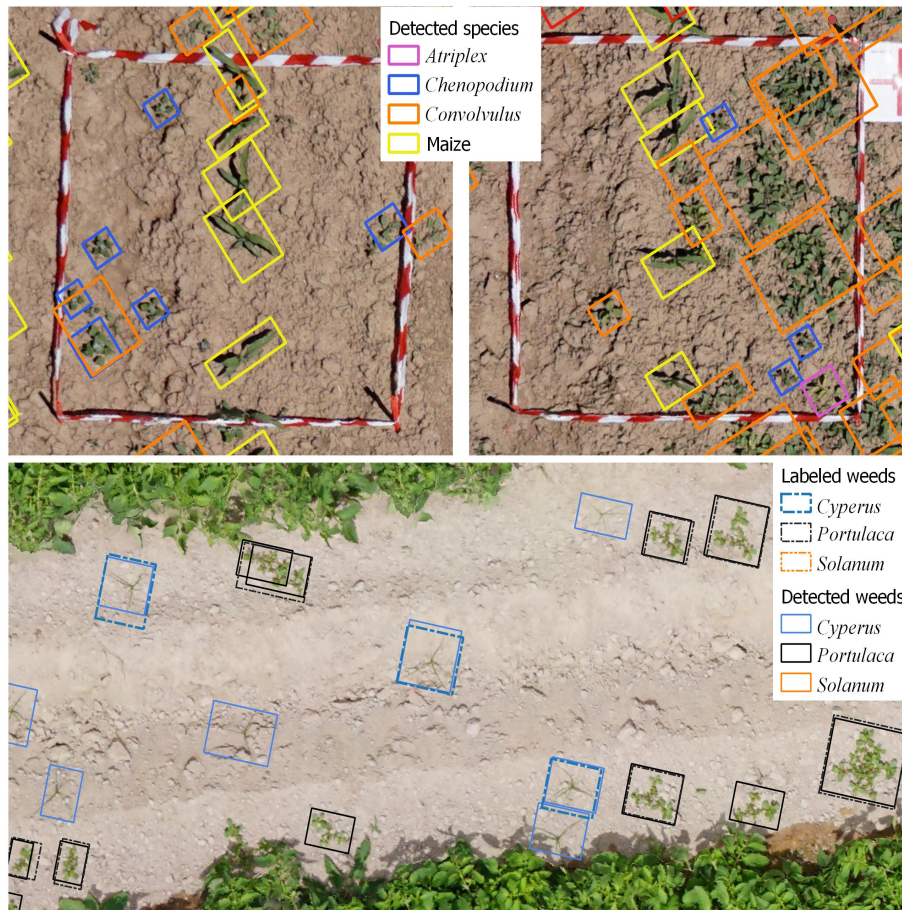 Detected species
Atriplex
Chenopodium
Convolvulus
Maize
Labeled weeds
Cyperus
Portulaca
Solanum
Detected weeds
Cyperus
Portulaca
Solanum